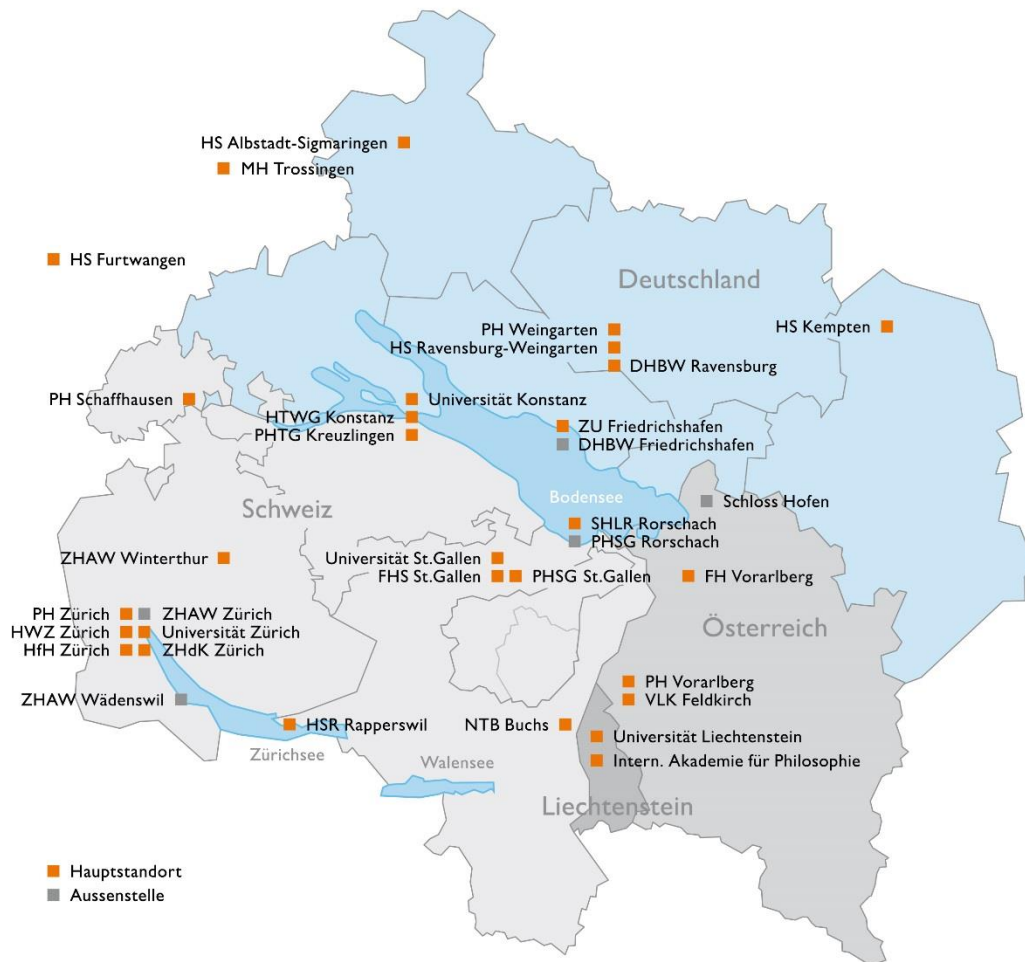 HS Albstadt-Sigmaringen
MH Trossingen
HS Furtwangen
Deutschland
PH Weingarten
HS Kempten
HS Ravensburg-Weingarten
DHBW Ravensburg
PH Schaffhausen
Universität Konstanz
HTWG Konstanz
ZU Friedrichshafen
PHTG Kreuzlingen
DHBW Friedrichshafen
Bodensee
Schloss Hofen
Schweiz
SHLR Rorschach
PHSG Rorschach
ZHAW Winterthur
Universität St.Gallen
FHS St.Gallen
PHSG St.Gallen
FH Vorarlberg
PH Zürich
ZHAW Zürich
HWZ Zürich
Universität Zürich
Österreich
HfH Zürich
ZHdK Zürich
PH Vorarlberg
ZHAW Wädenswil
VLK Feldkirch
HSR Rapperswil
NTB Buchs
Universität Liechtenstein
Zürichsee
Walensee
Intern. Akademie für Philosophie
Liechtenstein
Hauptstandort
Aussenstelle